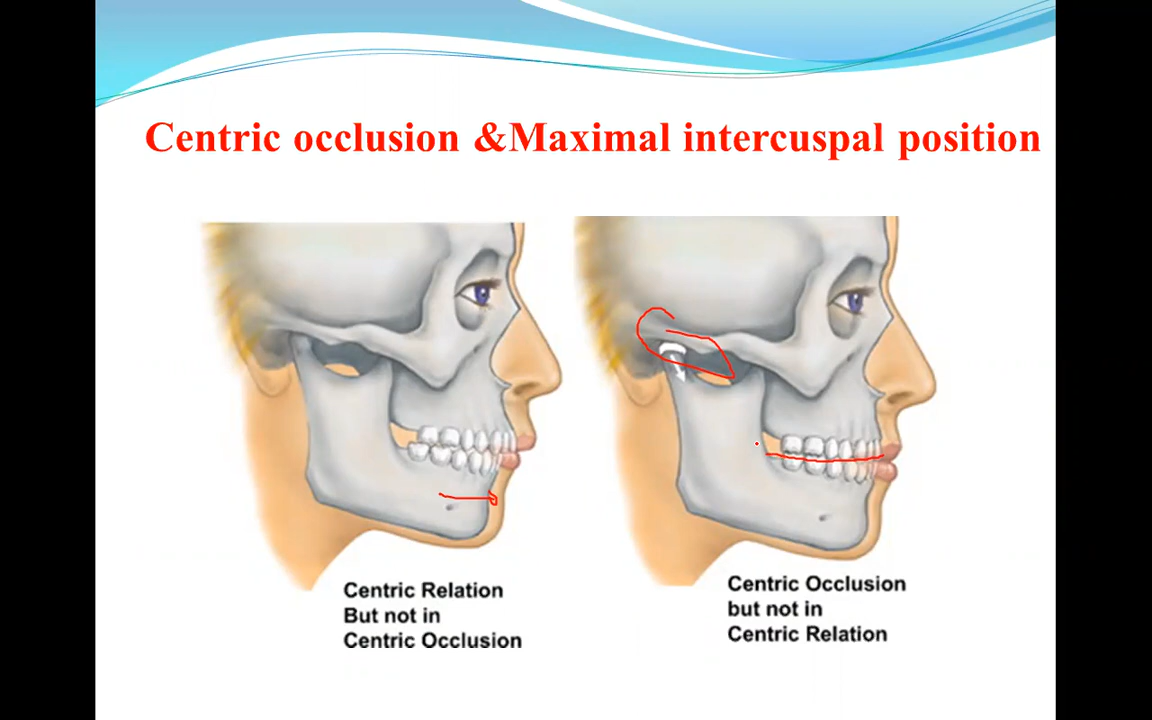 Centric occlusion &Maximal intercuspal position
Centric Relation
But not in
Centric Occlusion
Centric Occlusion
but not in
Centric Relation